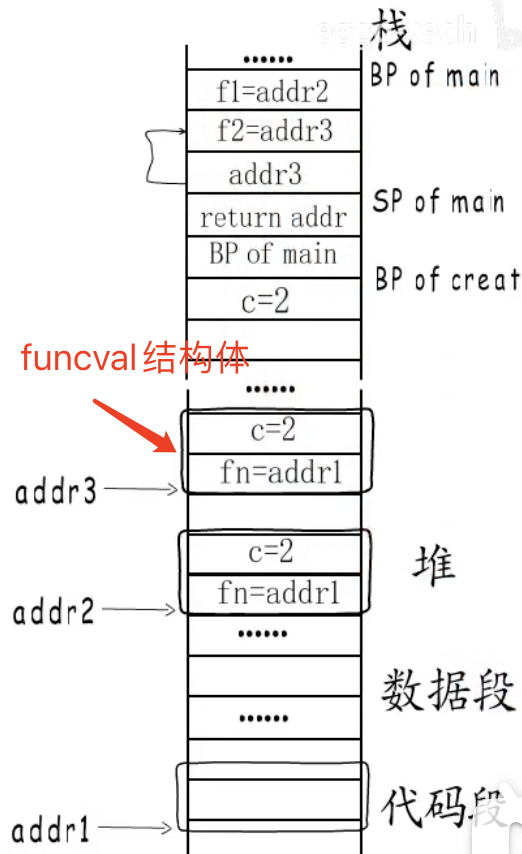 栈
......
BP of main
f1=addr2
f2=addr3
addr3
SP of main
return addr
BP of main
BP of creat
c=2
funcval结构体
......
c=2
fn=addr1
addr3
c=2
堆
fn=addr1
addr2
......
数据段
......
代码段
addr1